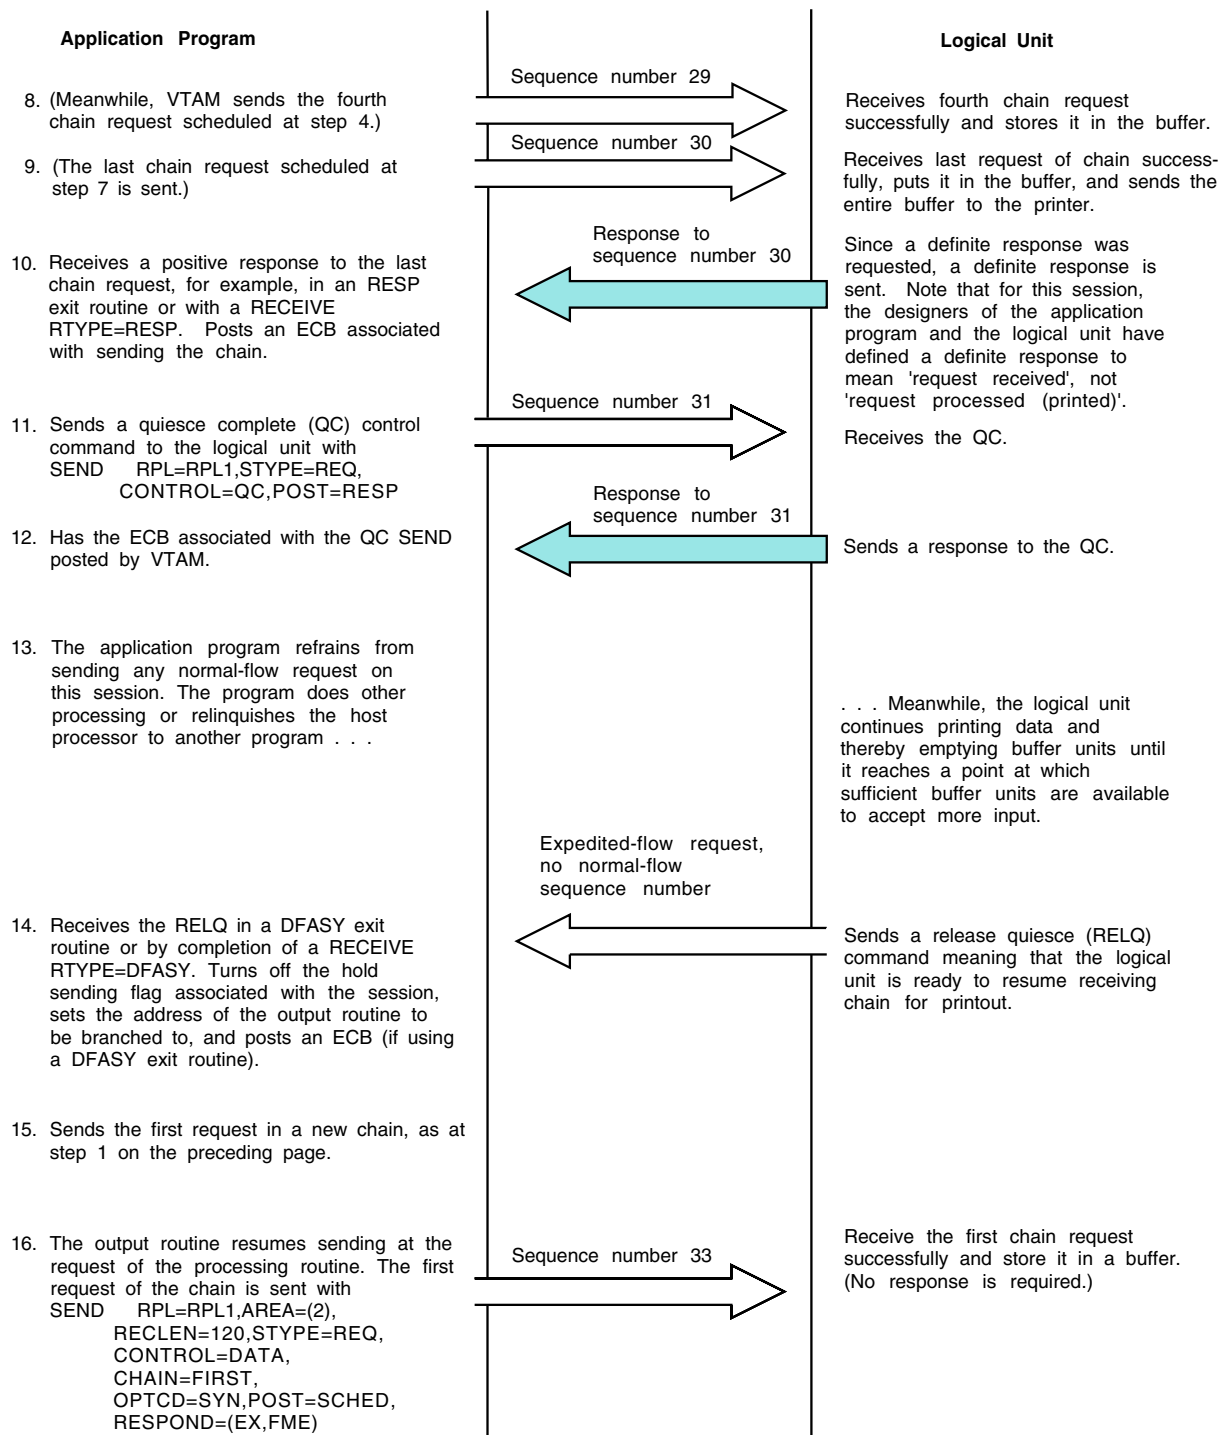 Application Program
Logical Unit
Sequence number 29
8. (Meanwhile, VTAM sends the fourth
chain request scheduled at step 4.)
Receives fourth chain request
successfully and stores it in the buffer.
Sequence number 30
9. (The last chain request scheduled at
step 7 is sent.)
Receives last request of chain success-
fully, puts it in the buffer, and sends the
entire buffer to the printer.
Response to
sequence number 30
10. Receives a positive response to the last
chain request, for example, in an RESP
exit routine or with a RECEIVE
RTYPE=RESP. Posts an ECB associated
with sending the chain.
Since a definite response was
requested, a definite response is
sent. Note that for this session,
the designers of the application
program and the logical unit have
defined a definite response to
mean 'request received', not
'request processed (printed)'.
Sequence number 31
11. Sends a quiesce complete (QC) control
command to the logical unit with
SEND RPL=RPL1,STYPE=REQ,
CONTROL=QC,POST=RESP
Receives the QC.
Response to
sequence number 31
12. Has the ECB associated with the QC SEND
posted by VTAM.
Sends a response to the QC.
13. The application program refrains from
sending any normal-flow request on
this session. The program does other
processing or relinquishes the host
processor to another program . . .
. . . Meanwhile, the logical unit
continues printing data and
thereby emptying buffer units until
it reaches a point at which
sufficient buffer units are available
to accept more input.
Expedited-flow request,
no normal-flow
sequence number
14. Receives the RELQ in a DFASY exit
routine or by completion of a RECEIVE
RTYPE=DFASY. Turns off the hold
sending flag associated with the session,
sets the address of the output routine to
be branched to, and posts an ECB (if using
a DFASY exit routine).
Sends a release quiesce (RELQ)
command meaning that the logical
unit is ready to resume receiving
chain for printout.
15. Sends the first request in a new chain, as at
step 1 on the preceding page.
16. The output routine resumes sending at the
request of the processing routine. The first
request of the chain is sent with
SEND RPL=RPL1,AREA=(2),
RECLEN=120,STYPE=REQ,
CONTROL=DATA,
CHAIN=FIRST,
OPTCD=SYN,POST=SCHED,
RESPOND=(EX,FME)
Sequence number 33
Receive the first chain request
successfully and store it in a buffer.
(No response is required.)